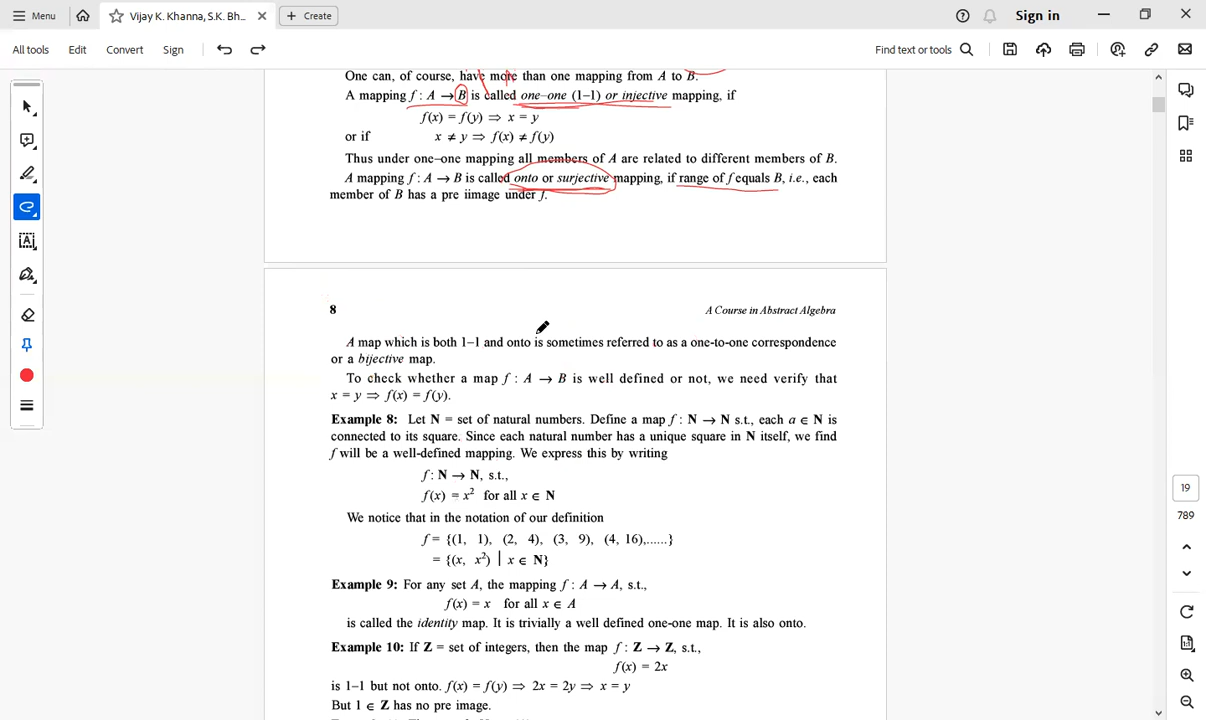 Menu
Vijay K. Khanna, S.K. Bh...
Create
Sign in
All tools Edit Convert Sign
Find text or tools
One can, of course, have more than one mapping from A to B.
A mapping f : A → B is called one–one (1–1) or injective mapping, if
f(x) = f(y) ⇒ x = y
or if x ≠ y ⇒ f(x) ≠ f(y)
Thus under one–one mapping all members of A are related to different members of B.
A mapping f : A → B is called onto or surjective mapping, if range of f equals B, i.e., each
member of B has a pre iimage under f.
8 A Course in Abstract Algebra
A map which is both 1–1 and onto is sometimes referred to as a one-to-one correspondence
or a bijective map.
To check whether a map f : A → B is well defined or not, we need verify that
x = y ⇒ f(x) = f(y).
Example 8: Let N = set of natural numbers. Define a map f : N → N s.t., each a ∈ N is
connected to its square. Since each natural number has a unique square in N itself, we find
f will be a well-defined mapping. We express this by writing
f : N → N, s.t.,
f(x) = x² for all x ∈ N
We notice that in the notation of our definition
f = {(1, 1), (2, 4), (3, 9), (4, 16),......}
= {(x, x²) | x ∈ N}
Example 9: For any set A, the mapping f : A → A, s.t.,
f(x) = x for all x ∈ A
is called the identity map. It is trivially a well defined one-one map. It is also onto.
Example 10: If Z = set of integers, then the map f : Z → Z, s.t.,
f(x) = 2x
is 1–1 but not onto. f(x) = f(y) ⇒ 2x = 2y ⇒ x = y
But 1 ∈ Z has no pre image.
19
789